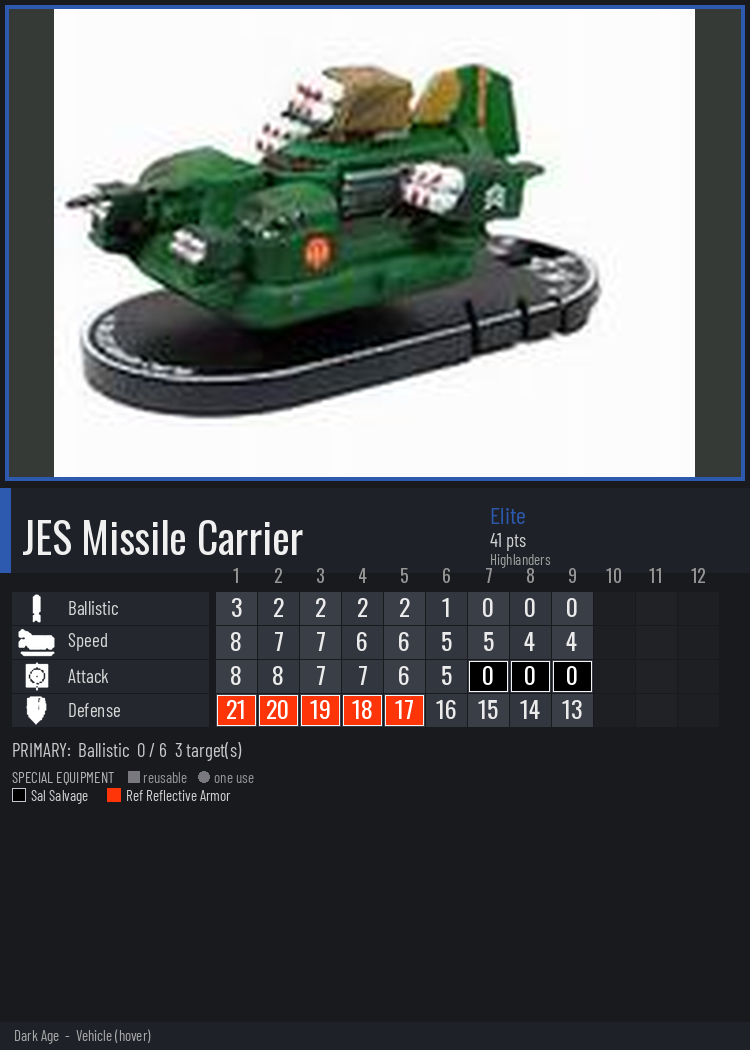 JES Missile Carrier
Elite
41 pts
Highlanders
1 2 3 4 5 6 7 8 9 10 11 12
Ballistic 3 2 2 2 2 1 0 0 0
Speed 8 7 7 6 6 5 5 4 4
Attack 8 8 7 7 6 5 0 0 0
Defense 21 20 19 18 17 16 15 14 13
PRIMARY: Ballistic 0 / 6 3 target(s)
SPECIAL EQUIPMENT reusable one use
Sal Salvage Ref Reflective Armor
Dark Age - Vehicle (hover)